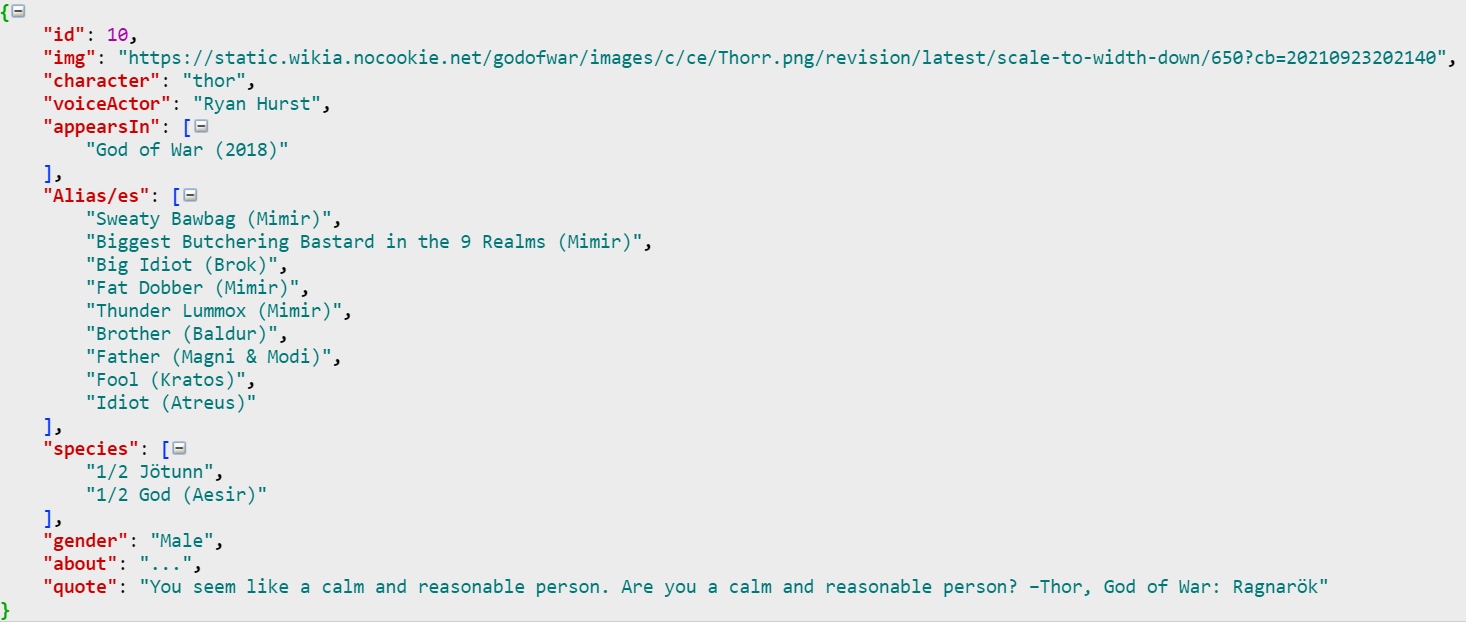 {
"id": 10,
"img": "https://static.wikia.nocookie.net/godofwar/images/c/ce/Thorr.png/revision/latest/scale-to-width-down/650?cb=20210923202140",
"character": "thor",
"voiceActor": "Ryan Hurst",
"appearsIn": [
"God of War (2018)"
],
"Alias/es": [
"Sweaty Bawbag (Mimir)",
"Biggest Butchering Bastard in the 9 Realms (Mimir)",
"Big Idiot (Brok)",
"Fat Dobber (Mimir)",
"Thunder Lummox (Mimir)",
"Brother (Baldur)",
"Father (Magni & Modi)",
"Fool (Kratos)",
"Idiot (Atreus)"
],
"species": [
"1/2 Jötunn",
"1/2 God (Aesir)"
],
"gender": "Male",
"about": "...",
"quote": "You seem like a calm and reasonable person. Are you a calm and reasonable person? –Thor, God of War: Ragnarök"
}